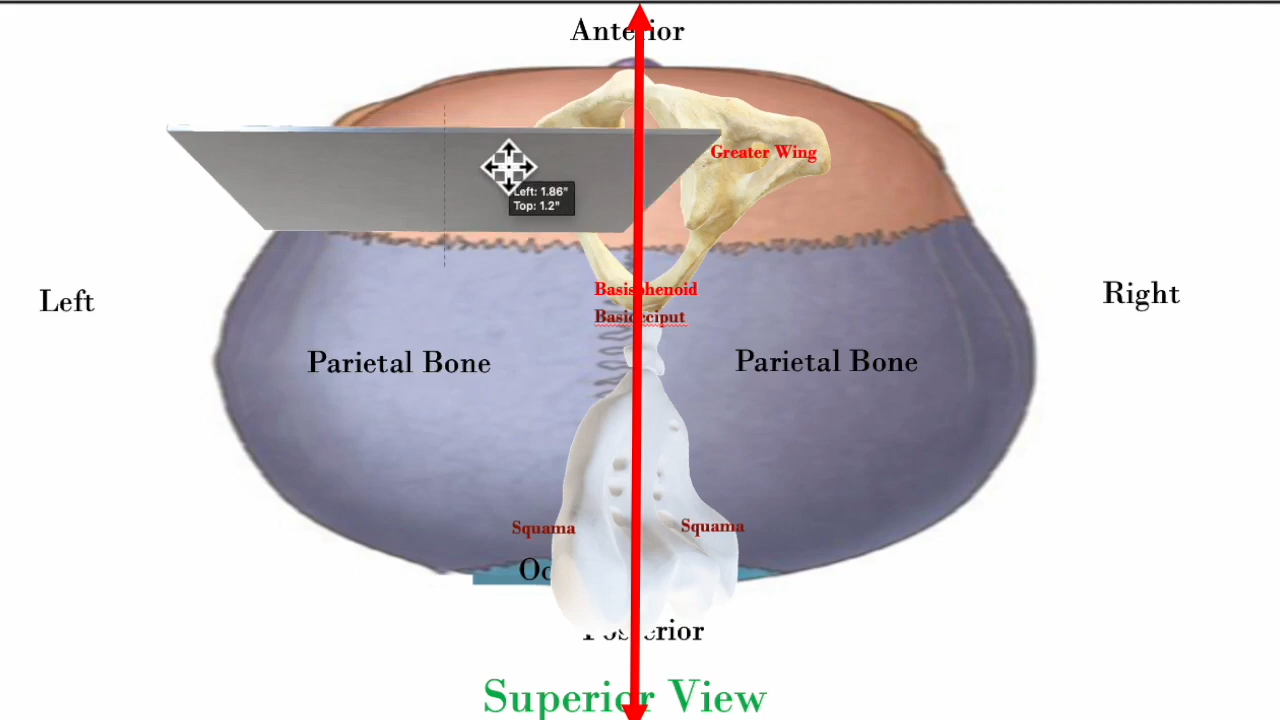 Anterior
Greater Wing
Left: 1.86"
Top: 1.2"
Basisphenoid
Left
Right
Basiocciput
Parietal Bone
Parietal Bone
Squama
Squama
Oc
Posterior
Superior View